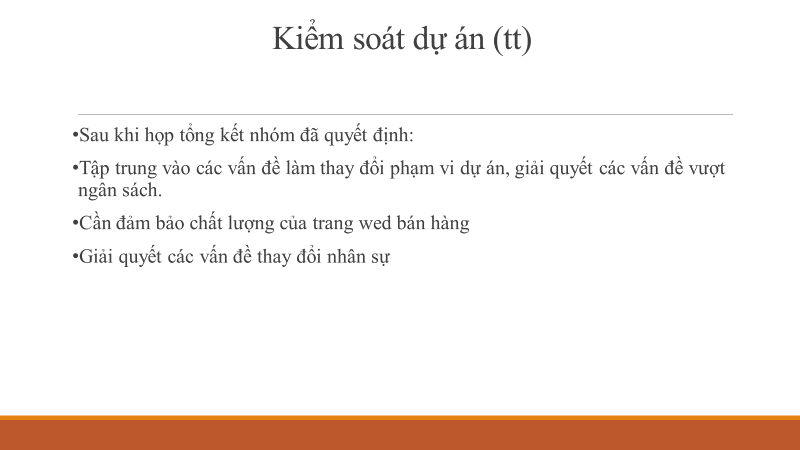 Kiểm soát dự án (tt)
•Sau khi họp tổng kết nhóm đã quyết định:
•Tập trung vào các vấn đề làm thay đổi phạm vi dự án, giải quyết các vấn đề vượt
ngân sách.
•Cần đảm bảo chất lượng của trang wed bán hàng
•Giải quyết các vấn đề thay đổi nhân sự